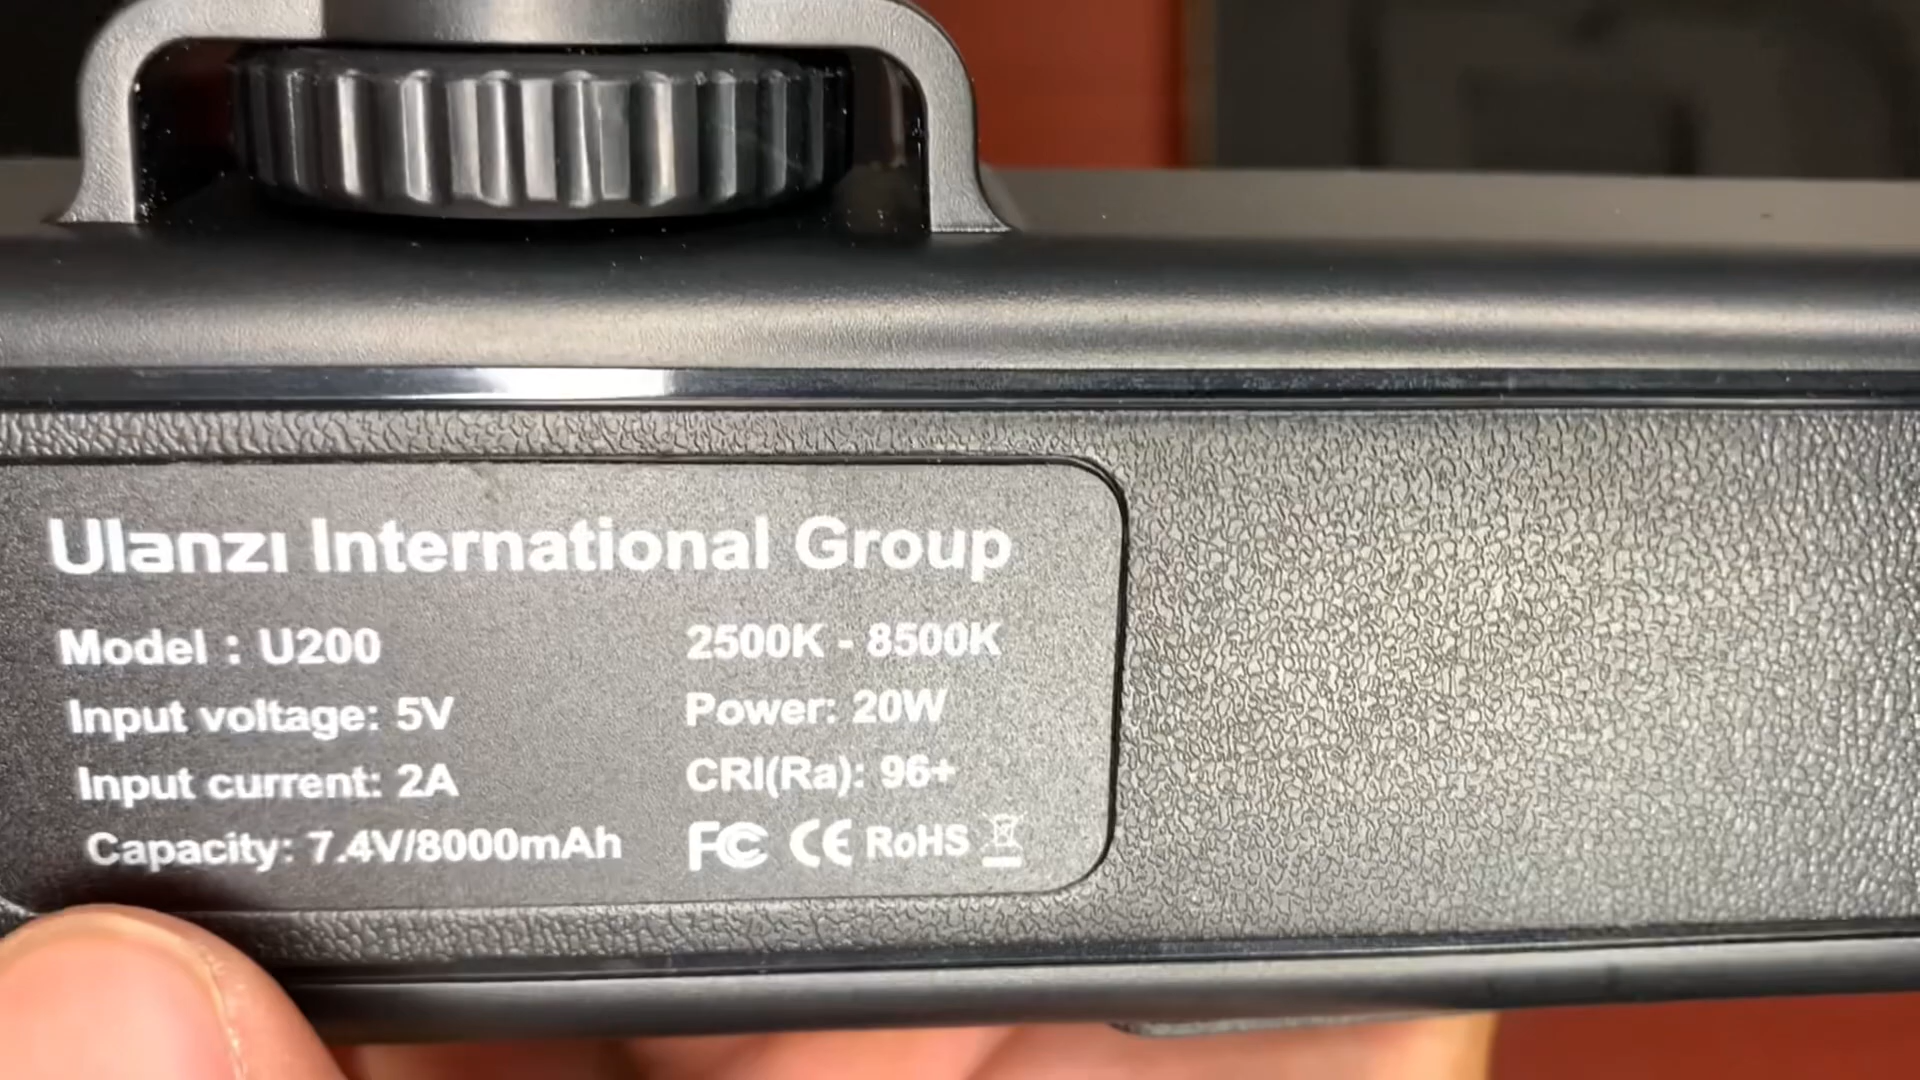 Ulanzi International Group
Model : U200
Input voltage: 5V
Input current: 2A
Capacity: 7.4V/8000mAh
2500K - 8500K
Power: 20W
CRI(Ra): 96+
FC CE RoHS